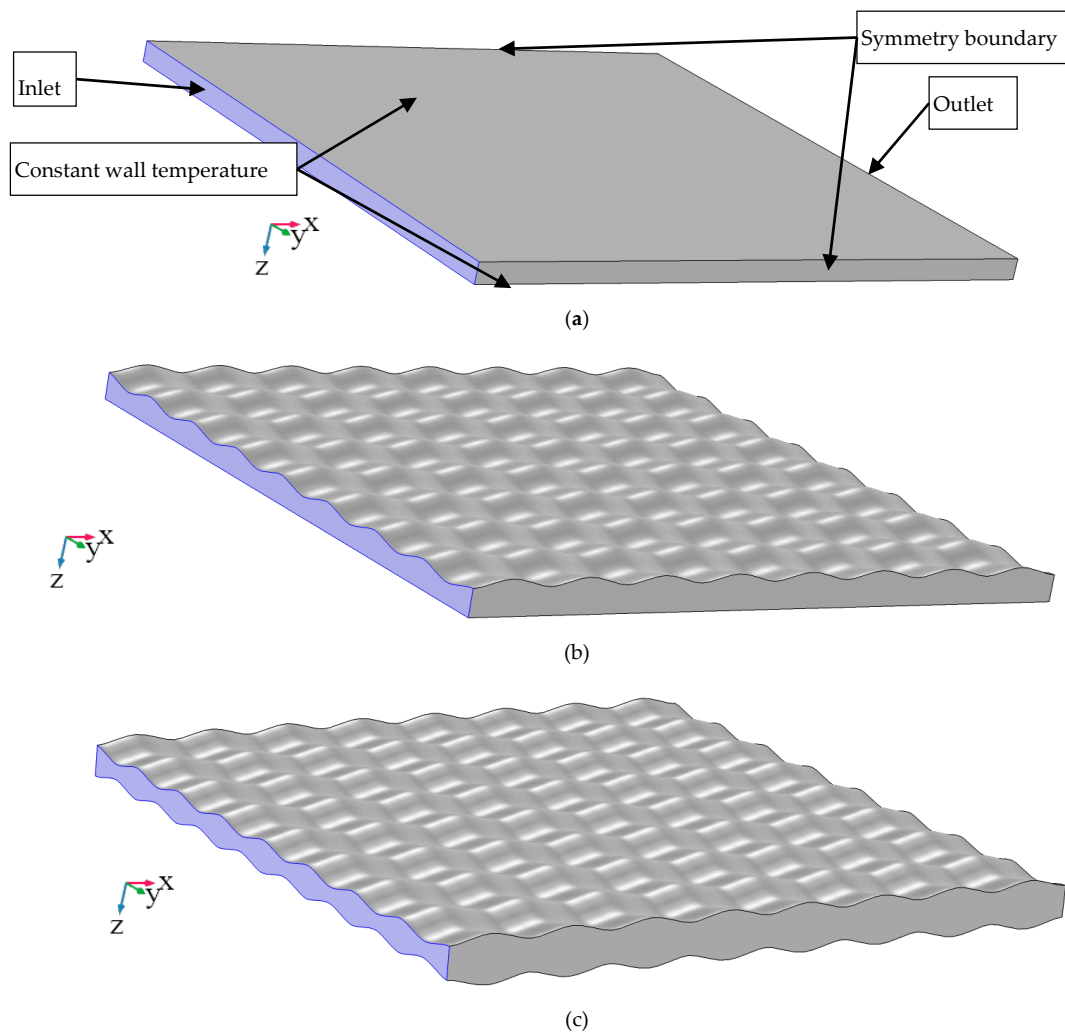 Symmetry boundary
Inlet
Outlet
Constant wall temperature
x
y
z
(a)
x
y
z
(b)
x
y
z
(c)